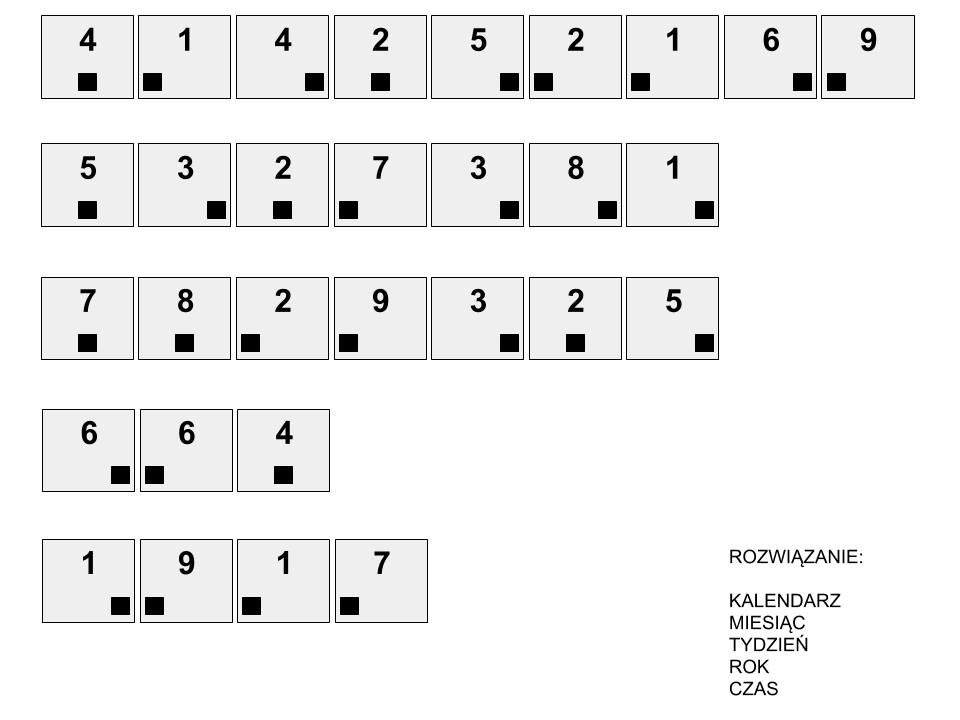 4 1 4 2 5 2 1 6 9
5 3 2 7 3 8 1
7 8 2 9 3 2 5
6 6 4
1 9 1 7
ROZWIĄZANIE:
KALENDARZ
MIESIĄC
TYDZIEŃ
ROK
CZAS